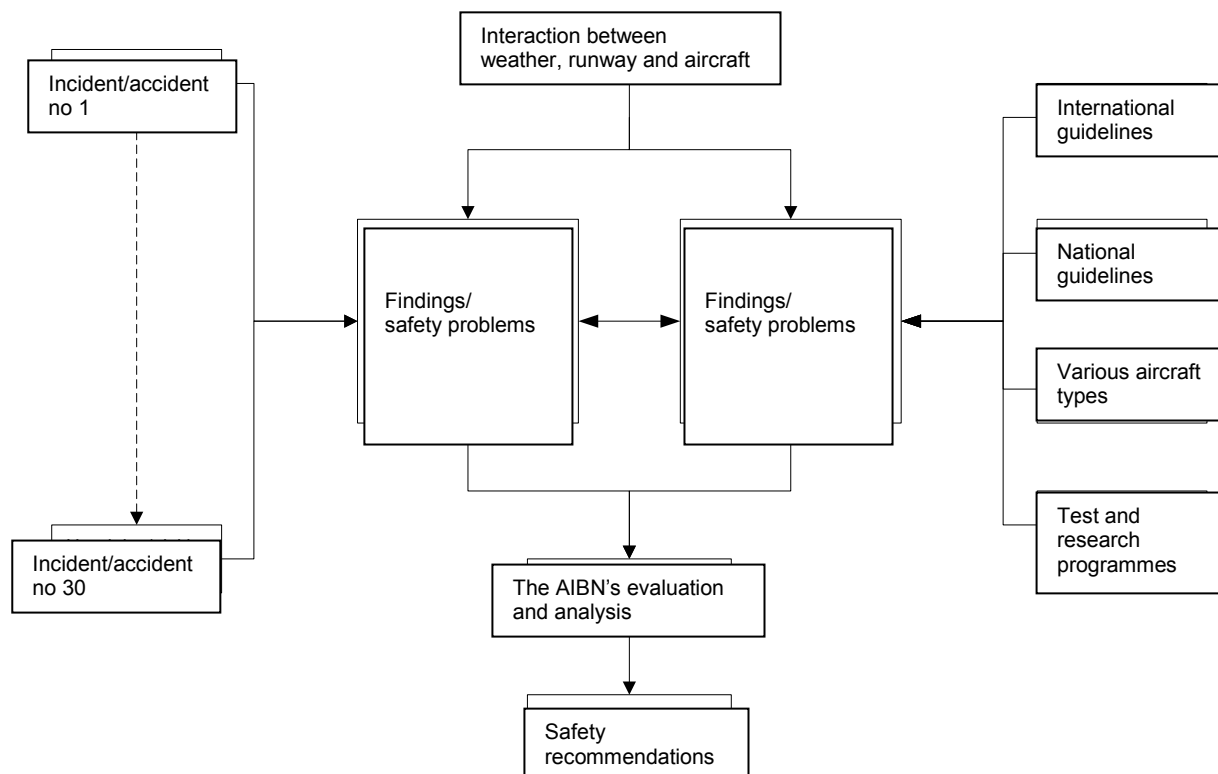 Interaction between
weather, runway and aircraft
Incident/accident
no 1
International
guidelines
National
guidelines
Findings/
safety problems
Findings/
safety problems
Various aircraft
types
Incident/accident
no 30
Test and
research
programmes
The AIBN’s evaluation
and analysis
Safety
recommendations